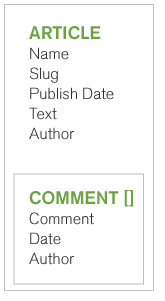 ARTICLE
Name
Slug
Publish Date
Text
Author
COMMENT []
Comment
Date
Author